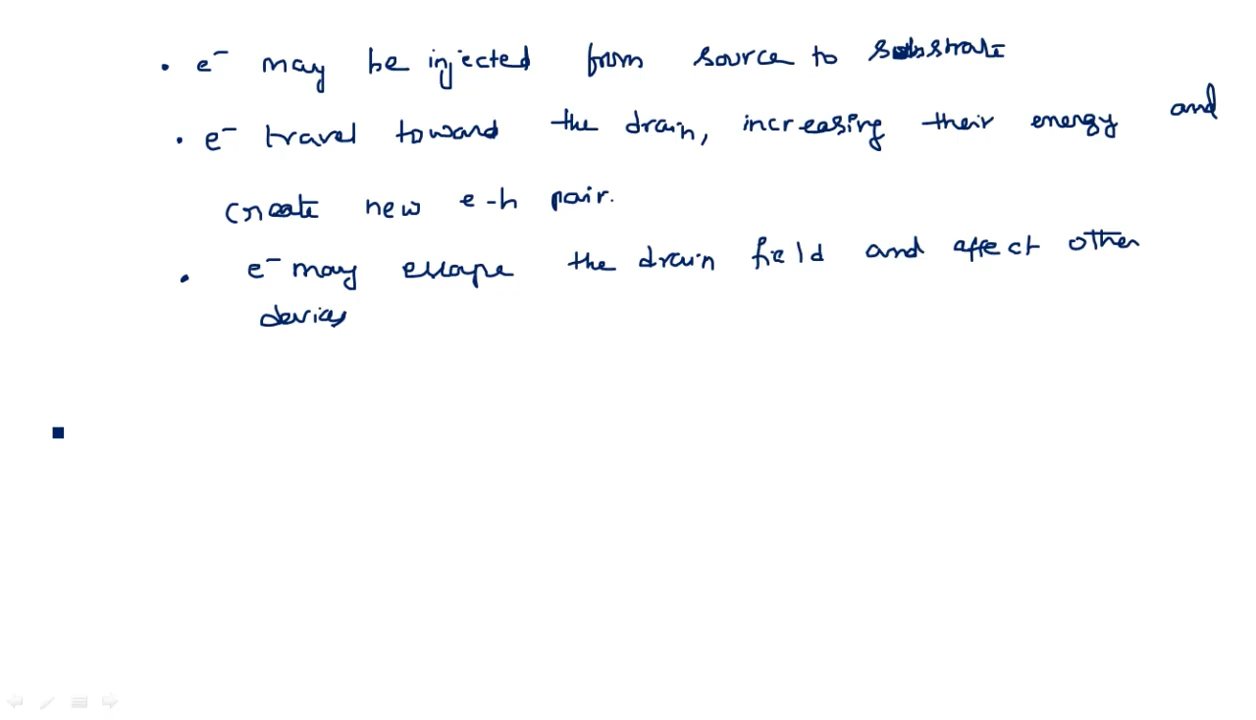 • e⁻ may be injected from source to substrate
• e⁻ travel toward the drain, increasing their energy and
create new e-h pair.
• e⁻ may escape the drain field and affect other
devices